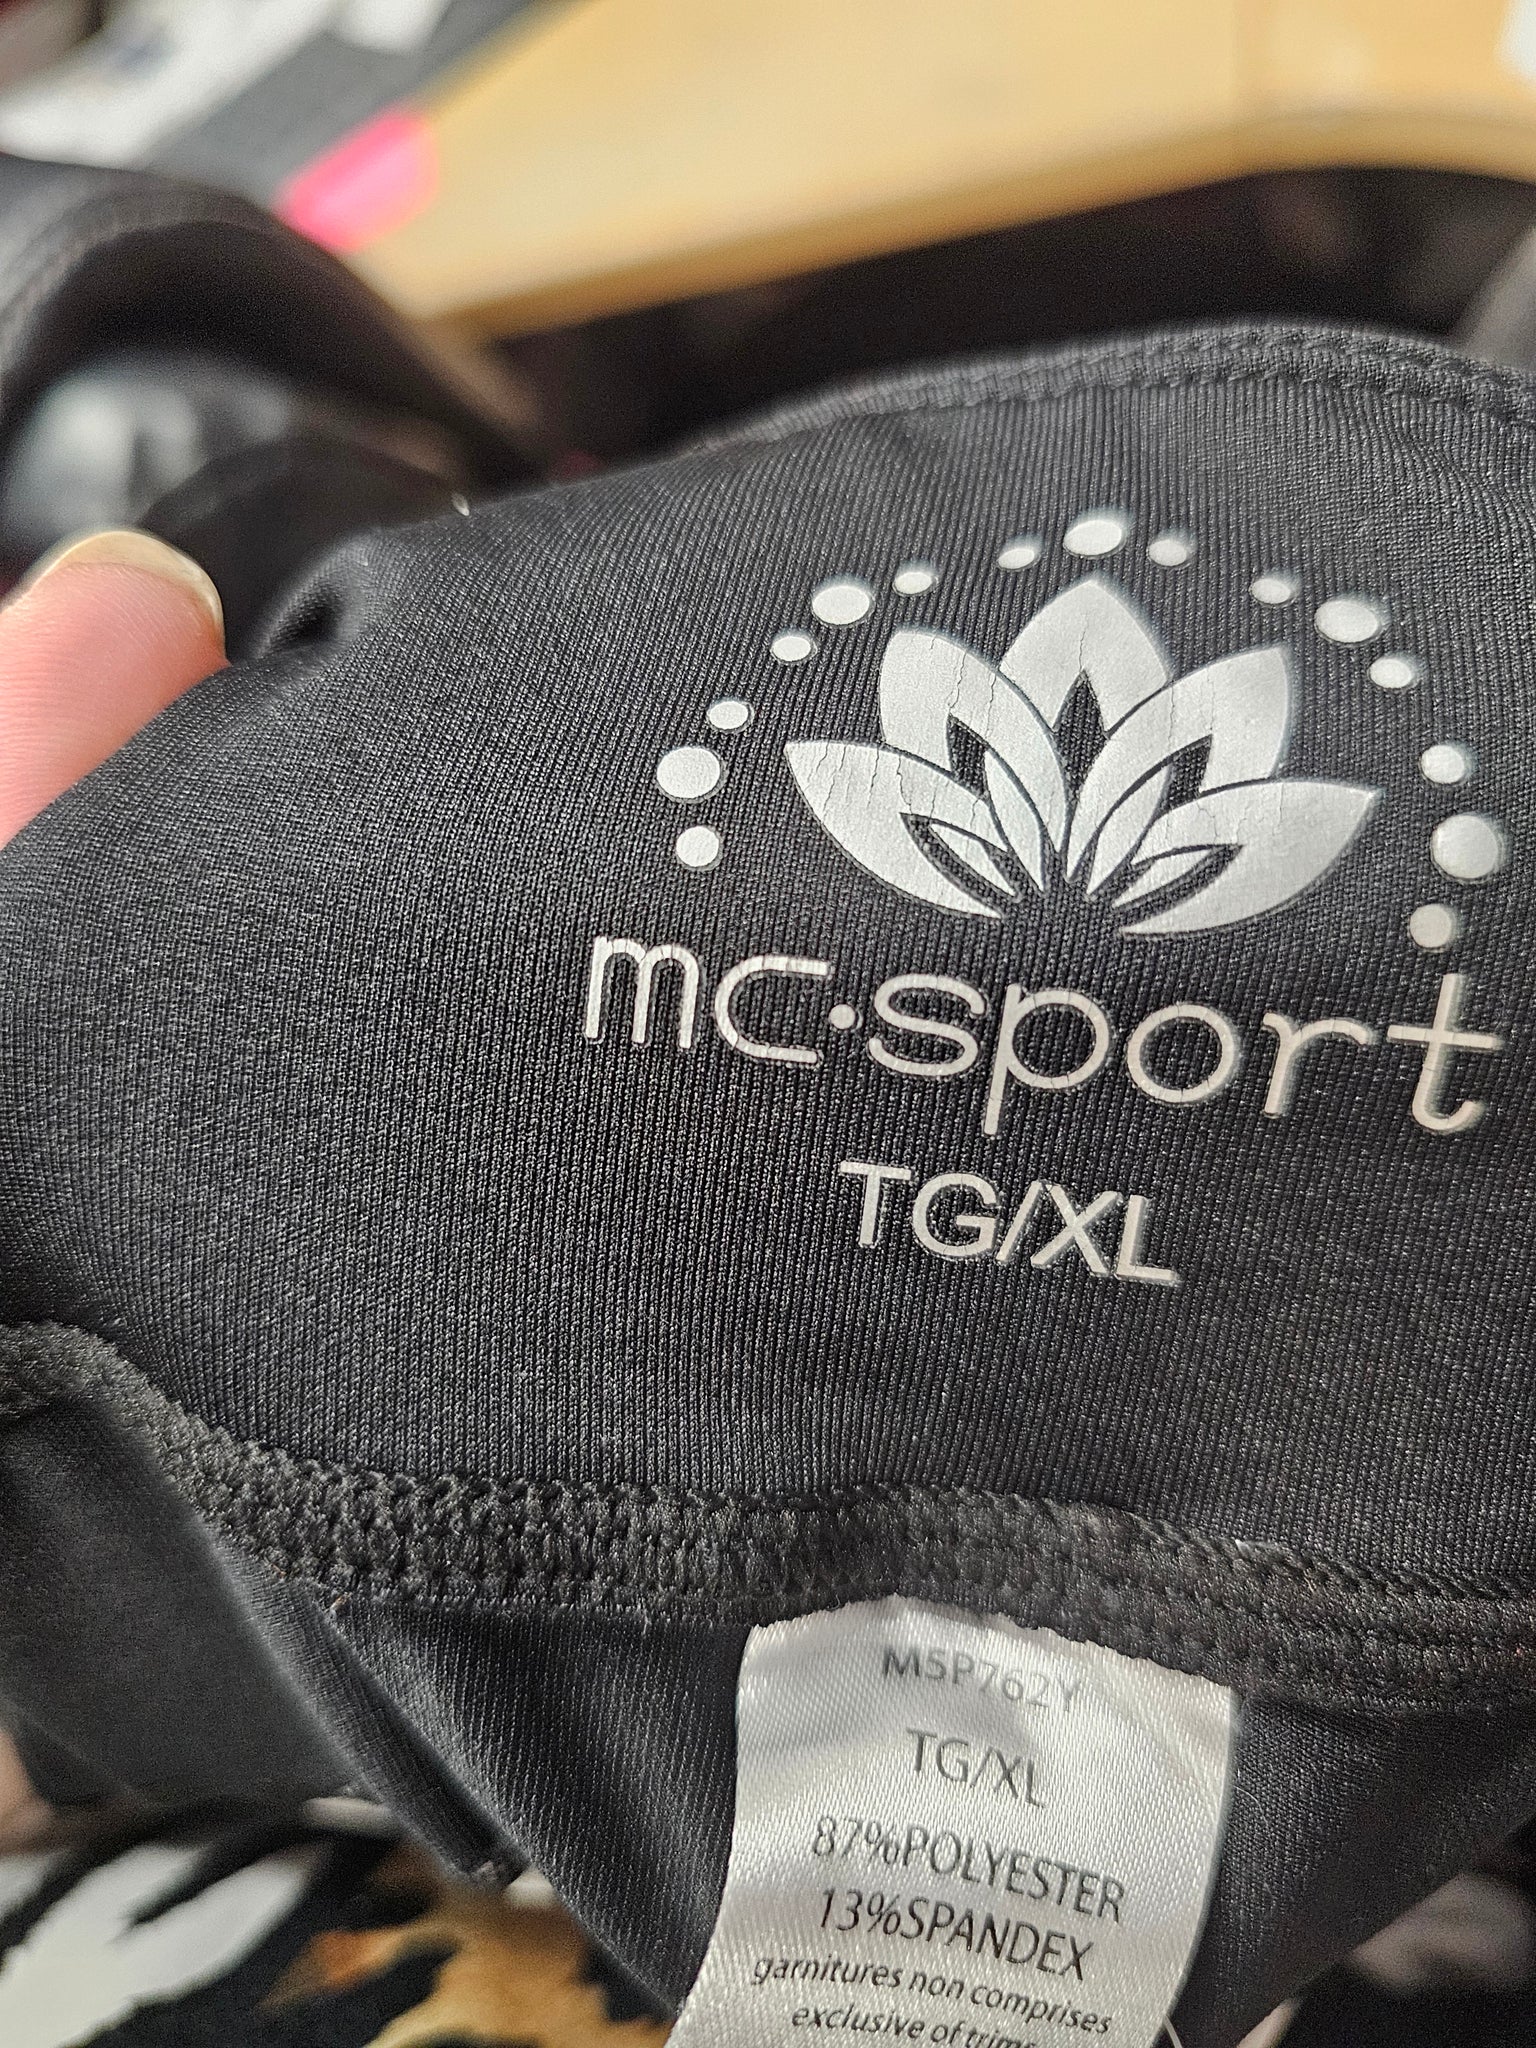 mc·sport
TG/XL
MSP762Y
TG/XL
87%POLYESTER
13%SPANDEX
garnitures non comprises
exclusive of trims